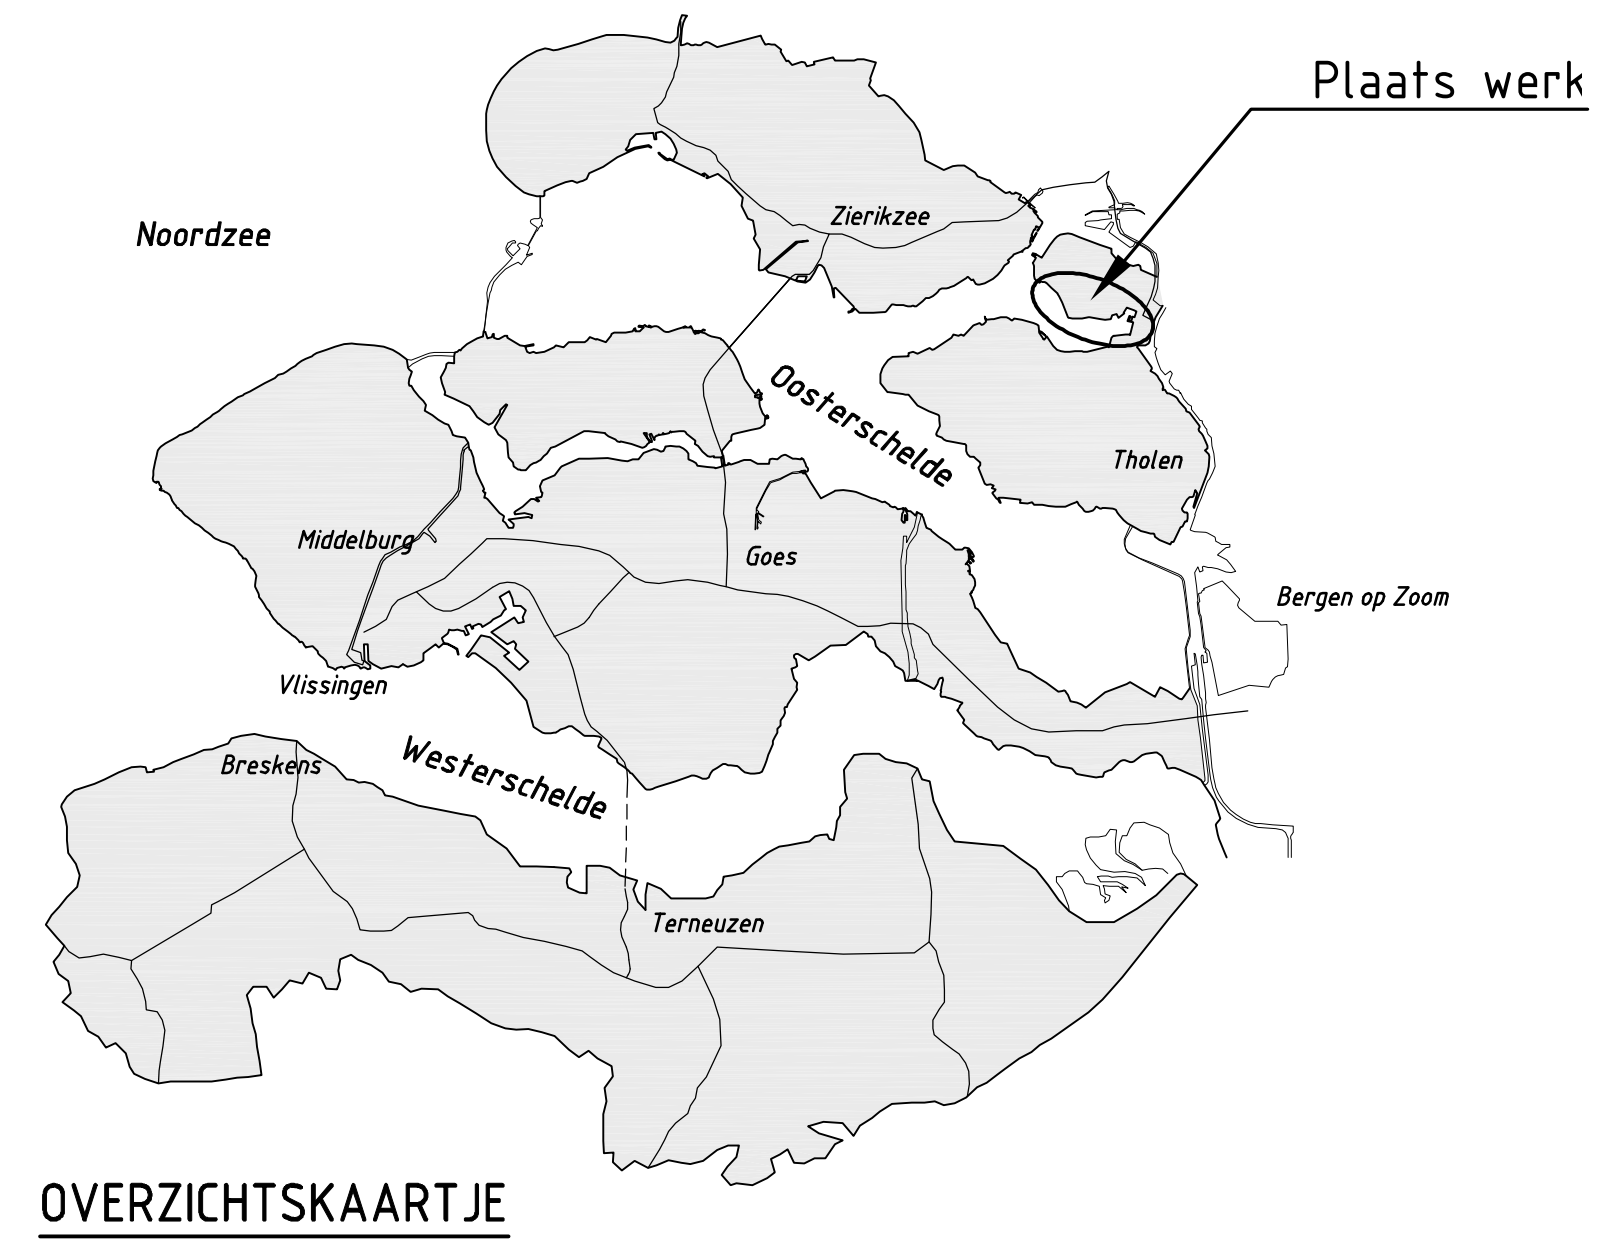 Plaats werk
Noordzee
Zierikzee
Oosterschelde
Tholen
Middelburg
Goes
Bergen op Zoom
Vlissingen
Westerschelde
Breskens
Terneuzen
OVERZICHTSKAARTJE